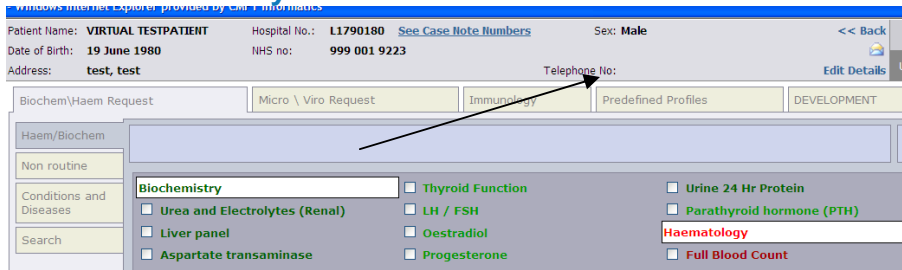 Windows Internet Explorer provided by CMFT Informatics
Patient Name: VIRTUAL TESTPATIENT Hospital No.: L1790180 See Case Note Numbers Sex: Male << Back
Date of Birth: 19 June 1980 NHS no: 999 001 9223
Address: test, test Telephone No: Edit Details
Biochem\Haem Request Micro \ Viro Request Immunology Predefined Profiles DEVELOPMENT
Haem/Biochem
Non routine
Conditions and
Diseases
Search
Biochemistry Thyroid Function Urine 24 Hr Protein
Urea and Electrolytes (Renal) LH / FSH Parathyroid hormone (PTH)
Liver panel Oestradiol Haematology
Aspartate transaminase Progesterone Full Blood Count